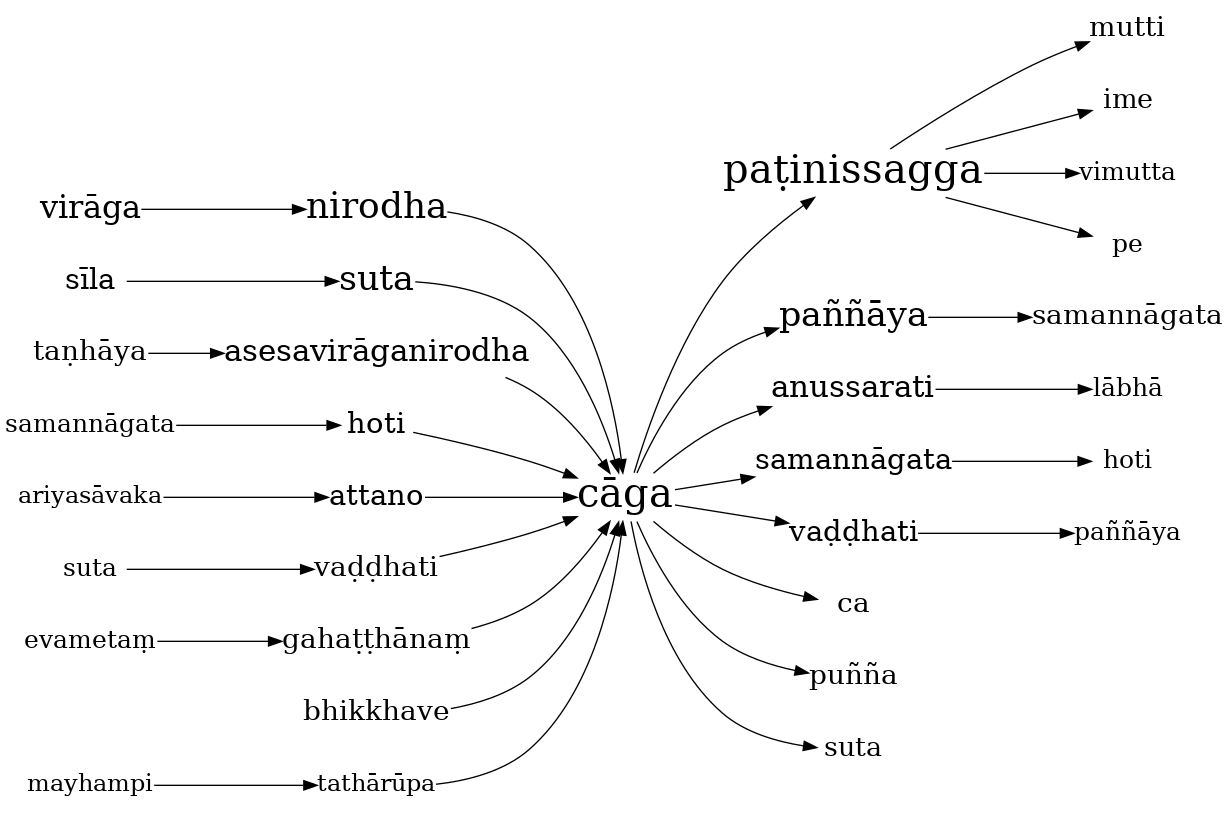 mutti
ime
paṭinissagga
vimutta
virāga
nirodha
pe
sīla
suta
paññāya
samannāgata
taṇhāya
asesavirāganirodha
anussarati
lābhā
samannāgata
hoti
samannāgata
hoti
ariyasāvaka
attano
cāga
vaḍḍhati
paññāya
suta
vaḍḍhati
ca
evametaṃ
gahaṭṭhānaṃ
puñña
bhikkhave
suta
mayhampi
tathārūpa